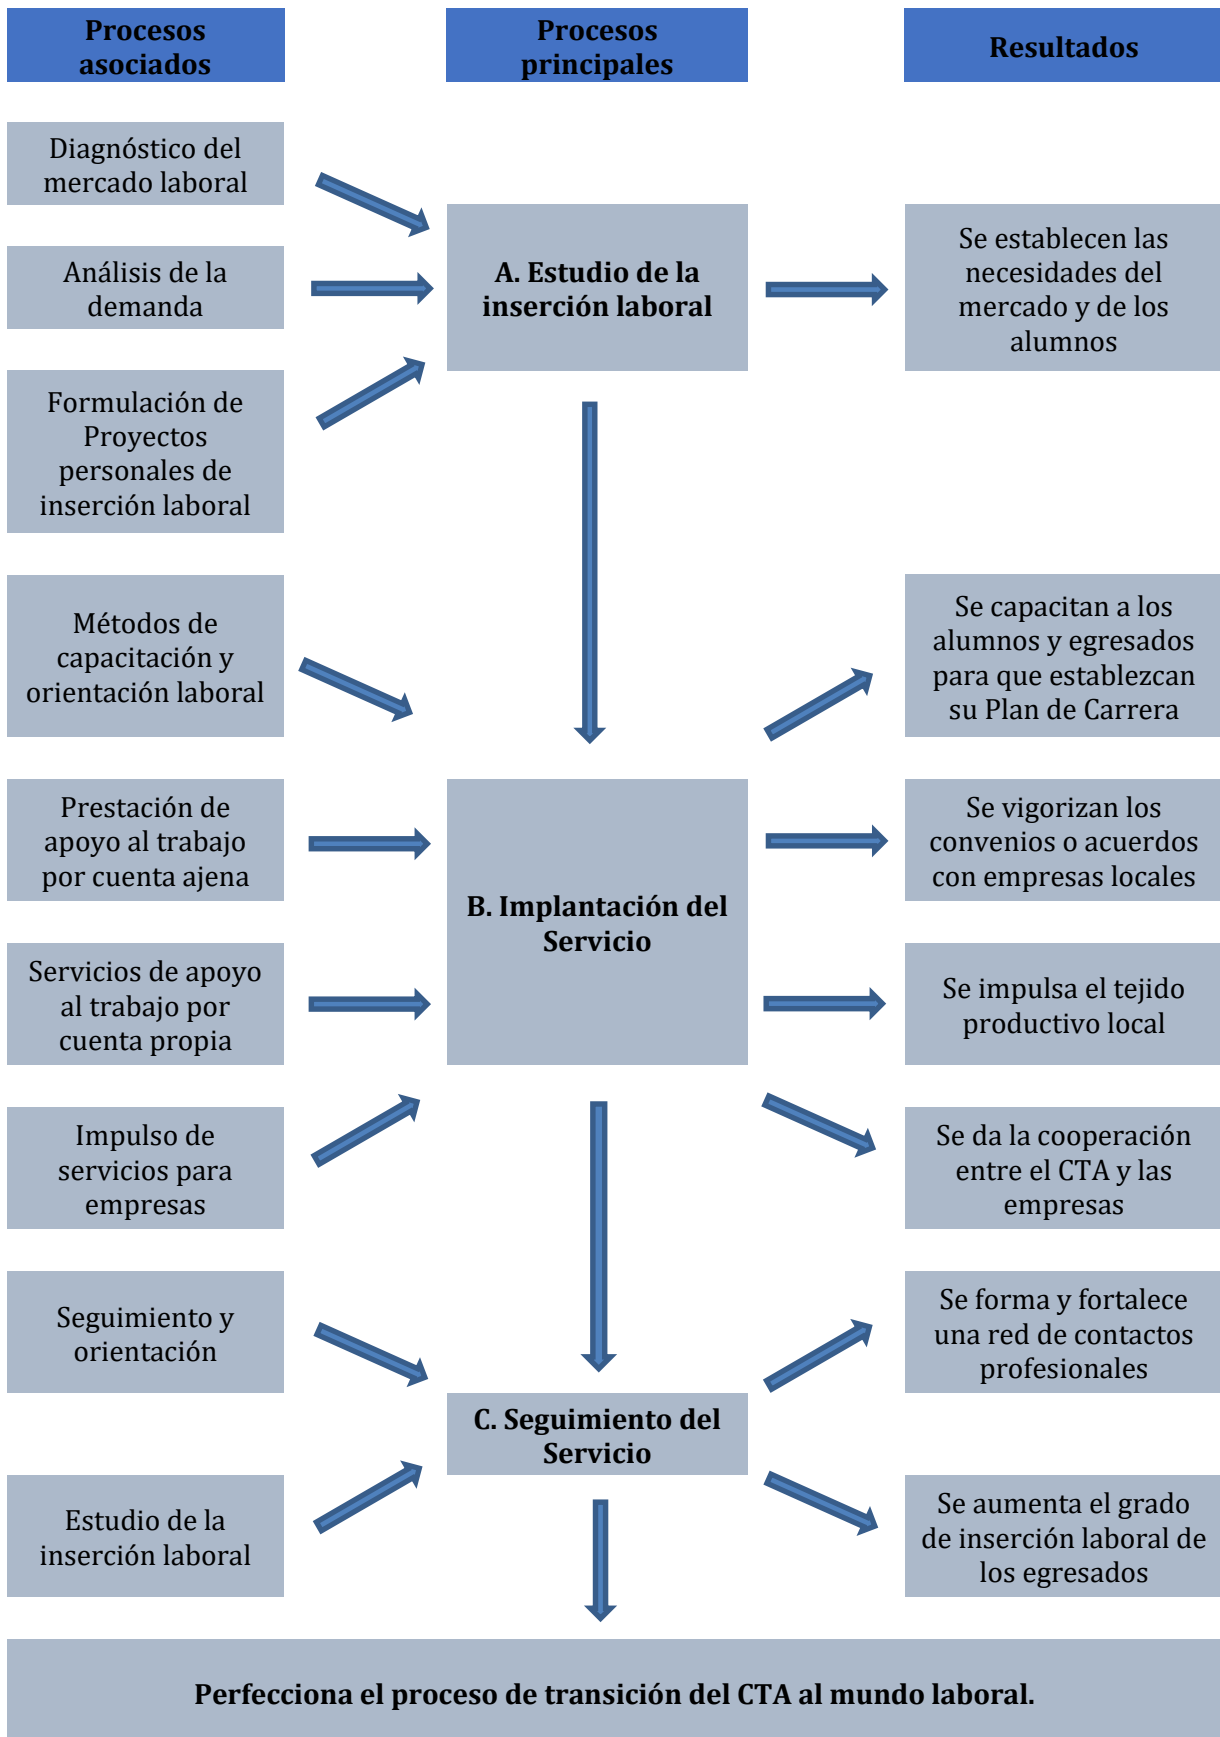 Procesos
asociados
Procesos
principales
Resultados
Diagnóstico del
mercado laboral
Análisis de la
demanda
Formulación de
Proyectos
personales de
inserción laboral
A. Estudio de la
inserción laboral
Se establecen las
necesidades del
mercado y de los
alumnos
Métodos de
capacitación y
orientación laboral
Prestación de
apoyo al trabajo
por cuenta ajena
Servicios de apoyo
al trabajo por
cuenta propia
Impulso de
servicios para
empresas
B. Implantación del
Servicio
Se capacitan a los
alumnos y egresados
para que establezcan
su Plan de Carrera
Se vigorizan los
convenios o acuerdos
con empresas locales
Se impulsa el tejido
productivo local
Se da la cooperación
entre el CTA y las
empresas
Seguimiento y
orientación
Estudio de la
inserción laboral
C. Seguimiento del
Servicio
Se forma y fortalece
una red de contactos
profesionales
Se aumenta el grado
de inserción laboral de
los egresados
Perfecciona el proceso de transición del CTA al mundo laboral.